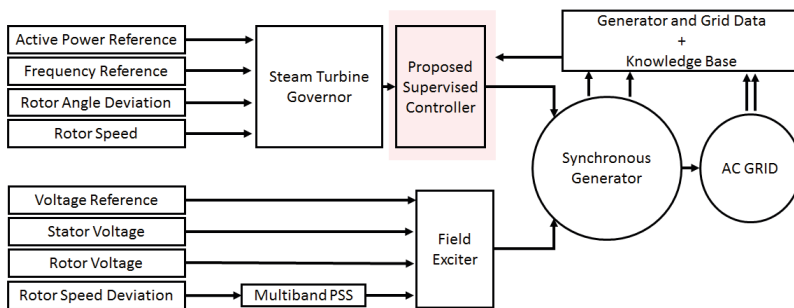 Active Power Reference
Frequency Reference
Rotor Angle Deviation
Rotor Speed
Steam Turbine
Governor
Proposed
Supervised
Controller
Generator and Grid Data
+
Knowledge Base
Synchronous
Generator
AC GRID
Voltage Reference
Stator Voltage
Rotor Voltage
Rotor Speed Deviation
Multiband PSS
Field
Exciter